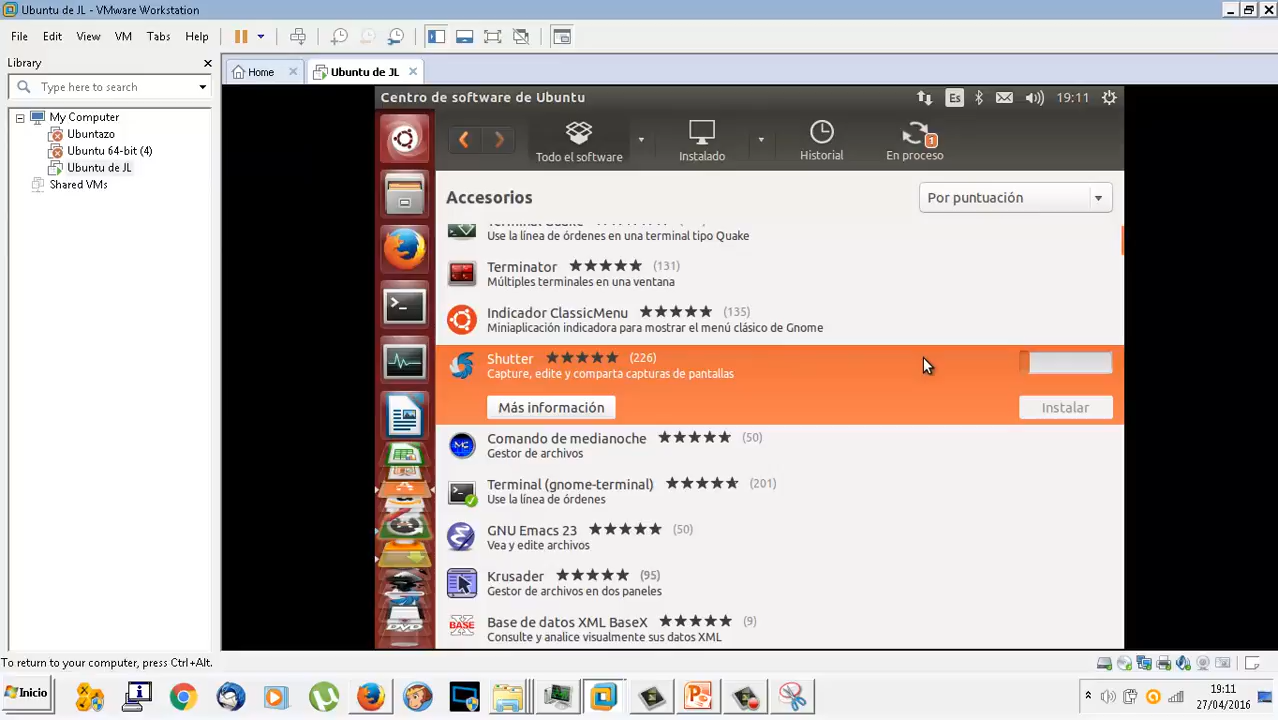 Ubuntu de JL - VMware Workstation
File Edit View VM Tabs Help
Library
Type here to search
My Computer
Ubuntazo
Ubuntu 64-bit (4)
Ubuntu de JL
Shared VMs
Home
Ubuntu de JL
Centro de software de Ubuntu
Es
19:11
Todo el software
Instalado
Historial
En proceso
1
Accesorios
Por puntuación
Use la línea de órdenes en una terminal tipo Quake
Terminator (131)
Múltiples terminales en una ventana
Indicador ClassicMenu (135)
Miniaplicación indicadora para mostrar el menú clásico de Gnome
Shutter (226)
Capture, edite y comparta capturas de pantallas
Más información
Instalar
Comando de medianoche (50)
Gestor de archivos
Terminal (gnome-terminal) (201)
Use la línea de órdenes
GNU Emacs 23 (50)
Vea y edite archivos
Krusader (95)
Gestor de archivos en dos paneles
BASE
Base de datos XML BaseX (9)
Consulte y analice visualmente sus datos XML
DVD
To return to your computer, press Ctrl+Alt.
Inicio
19:11
27/04/2016